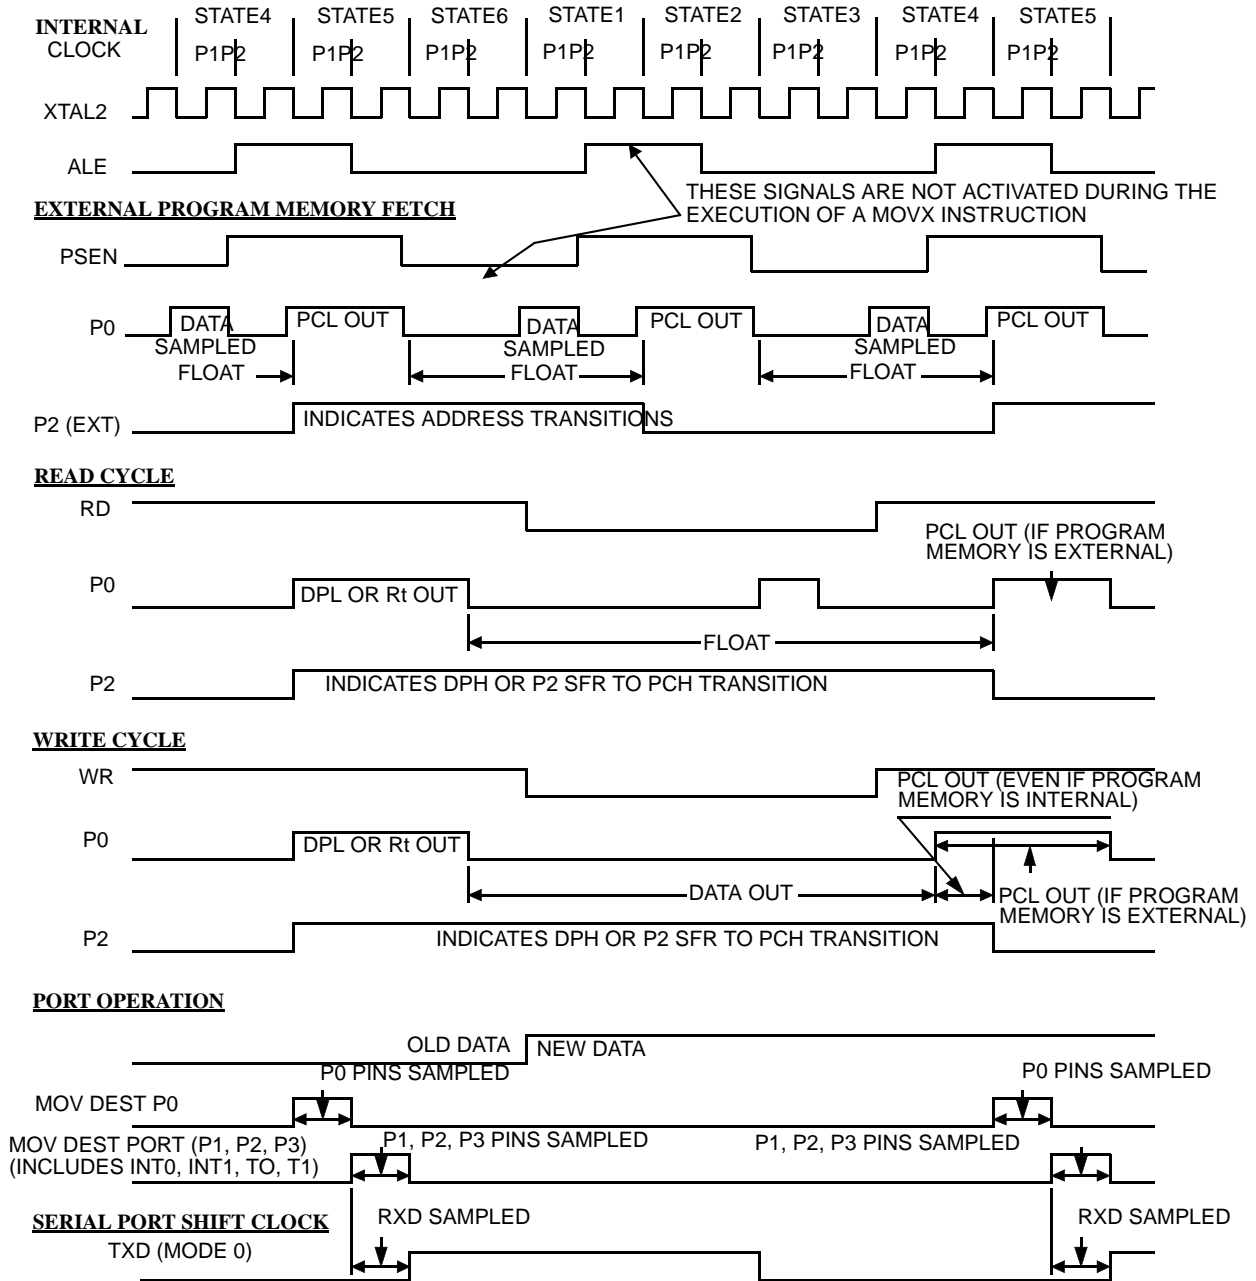 INTERNAL
CLOCK
STATE4 STATE5 STATE6 STATE1 STATE2 STATE3 STATE4 STATE5
P1P2 P1P2 P1P2 P1P2 P1P2 P1P2 P1P2 P1P2
XTAL2
ALE
THESE SIGNALS ARE NOT ACTIVATED DURING THE
EXECUTION OF A MOVX INSTRUCTION
EXTERNAL PROGRAM MEMORY FETCH
PSEN
P0
DATA
SAMPLED
PCL OUT
DATA
SAMPLED
PCL OUT
DATA
SAMPLED
PCL OUT
FLOAT FLOAT FLOAT
P2 (EXT)
INDICATES ADDRESS TRANSITIONS
READ CYCLE
RD
PCL OUT (IF PROGRAM
MEMORY IS EXTERNAL)
P0
DPL OR Rt OUT
FLOAT
P2
INDICATES DPH OR P2 SFR TO PCH TRANSITION
WRITE CYCLE
WR
PCL OUT (EVEN IF PROGRAM
MEMORY IS INTERNAL)
P0
DPL OR Rt OUT
DATA OUT
PCL OUT (IF PROGRAM
MEMORY IS EXTERNAL)
P2
INDICATES DPH OR P2 SFR TO PCH TRANSITION
PORT OPERATION
OLD DATA NEW DATA
P0 PINS SAMPLED P0 PINS SAMPLED
MOV DEST P0
MOV DEST PORT (P1, P2, P3)
(INCLUDES INT0, INT1, TO, T1)
P1, P2, P3 PINS SAMPLED P1, P2, P3 PINS SAMPLED
SERIAL PORT SHIFT CLOCK
RXD SAMPLED RXD SAMPLED
TXD (MODE 0)